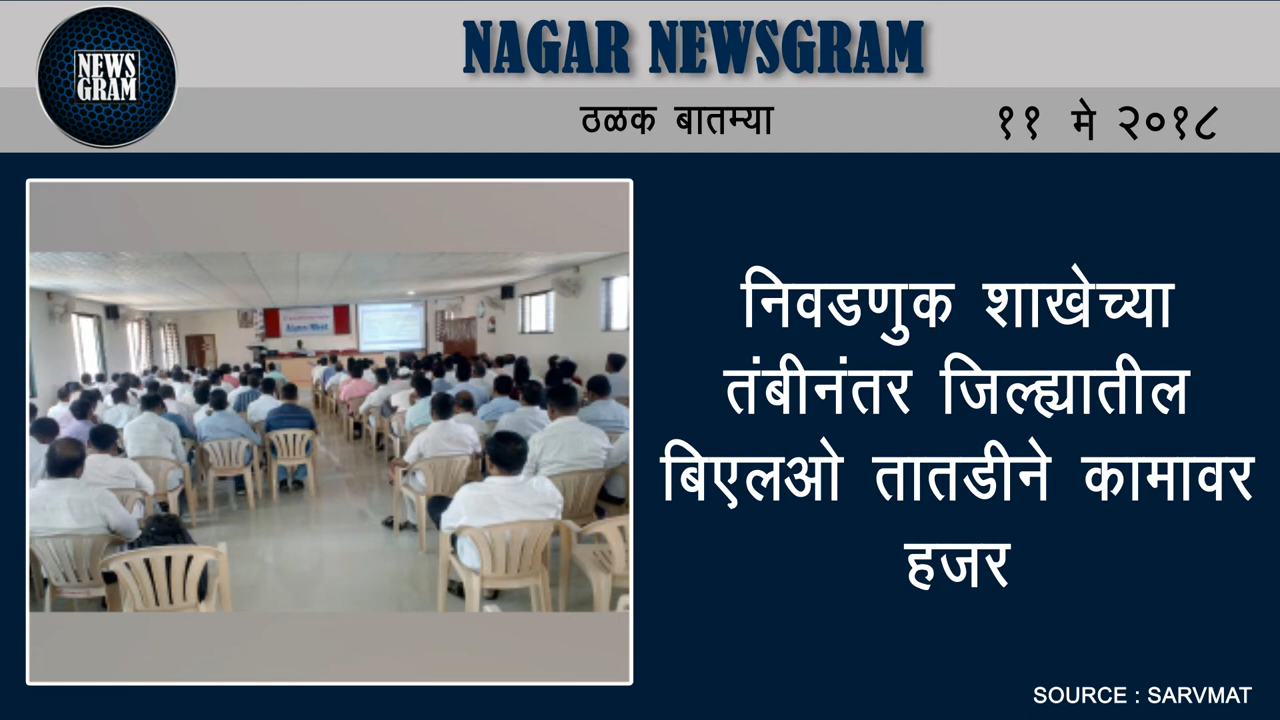 NEWS
GRAM
NAGAR NEWSGRAM
ठळक बातम्या
११ मे २०१८
निवडणुक शाखेच्या
तंबीनंतर जिल्ह्यातील
बिएलओ तातडीने कामावर
हजर
SOURCE : SARVMAT